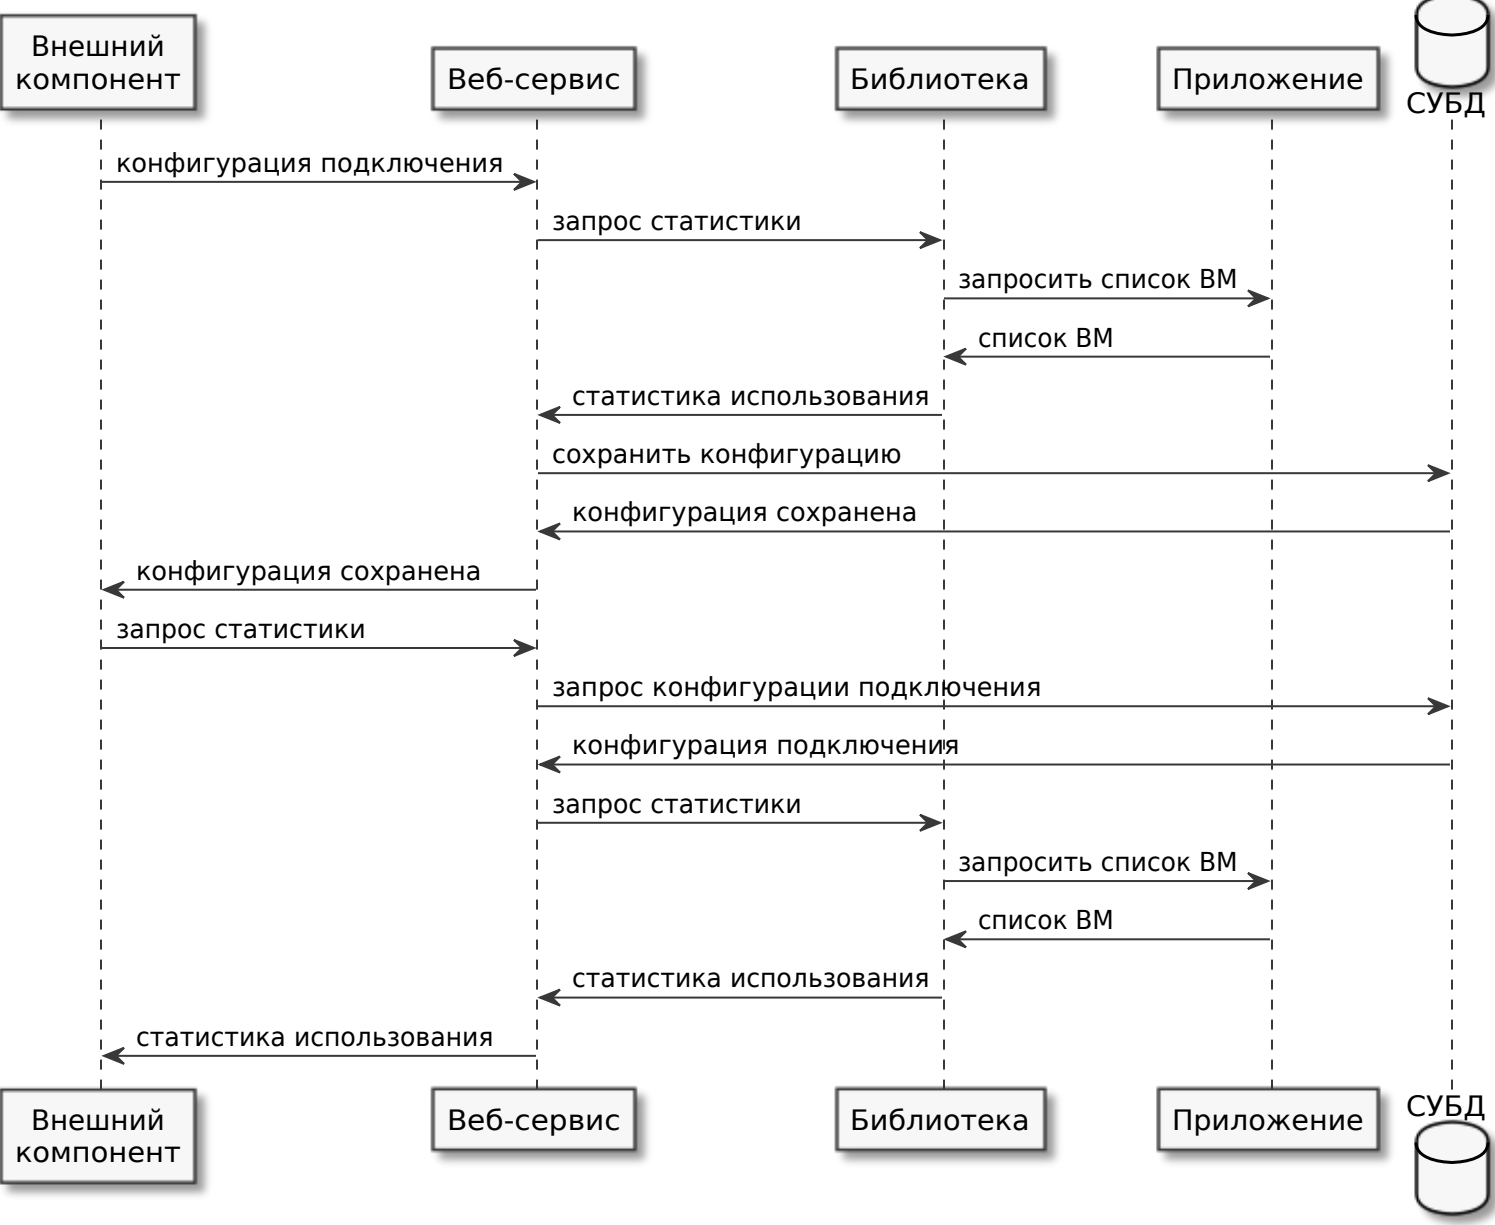 Внешний
компонент
Веб-сервис
Библиотека
Приложение
СУБД
конфигурация подключения
запрос статистики
запросить список ВМ
список ВМ
статистика использования
сохранить конфигурацию
конфигурация сохранена
конфигурация сохранена
запрос статистики
запрос конфигурации подключения
конфигурация подключения
запрос статистики
запросить список ВМ
список ВМ
статистика использования
статистика использования
Внешний
компонент
Веб-сервис
Библиотека
Приложение
СУБД